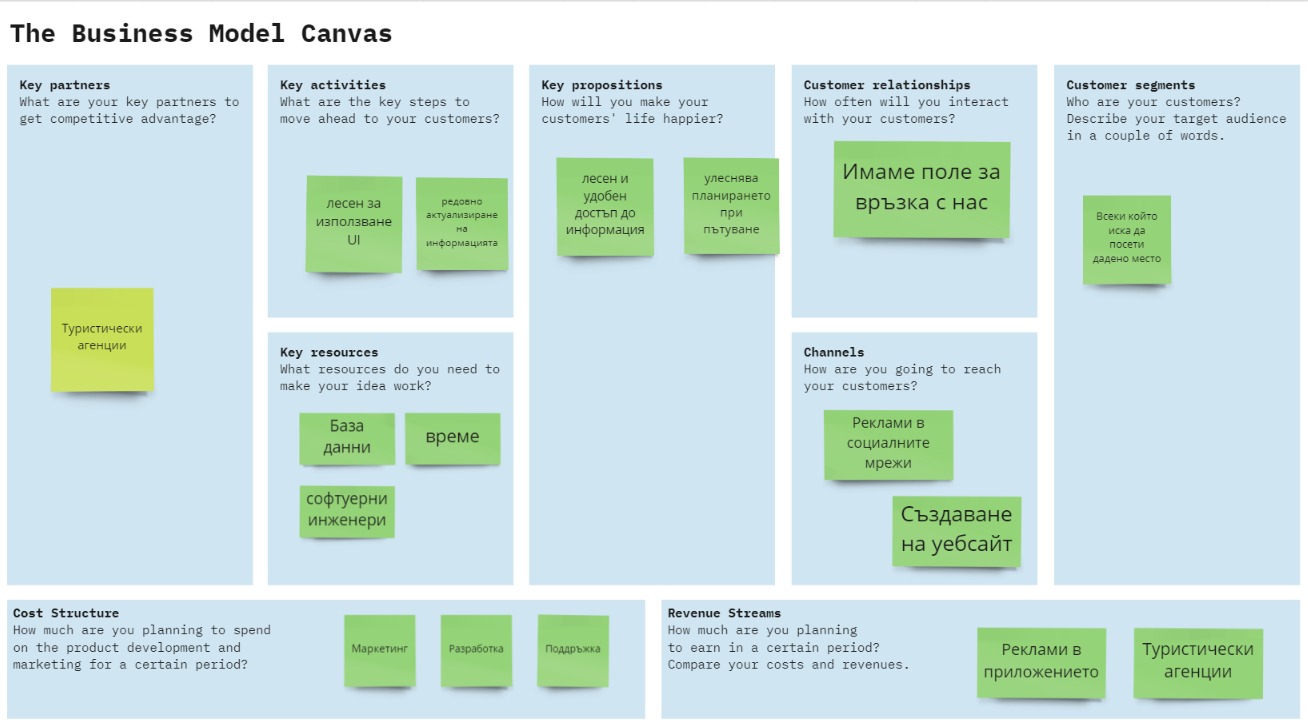 The Business Model Canvas
Key partners
What are your key partners to
get competitive advantage?
Туристически
агенции
Key activities
What are the key steps to
move ahead to your customers?
лесен за
използване
UI
редовно
актуализиране
на
информацията
Key resources
What resources do you need to
make your idea work?
База
данни
време
софтуерни
инженери
Key propositions
How will you make your
customers' life happier?
лесен и
удобен
достъп до
информация
улеснява
планирането
при
пътуване
Customer relationships
How often will you interact
with your customers?
Имаме поле за
връзка с нас
Channels
How are you going to reach
your customers?
Реклами в
социалните
мрежи
Създаване
на уебсайт
Customer segments
Who are your customers?
Describe your target audience
in a couple of words.
Всеки който
иска да
посети
дадено место
Cost Structure
How much are you planning to spend
on the product development and
marketing for a certain period?
Маркетинг
Разработка
Поддръжка
Revenue Streams
How much are you planning
to earn in a certain period?
Compare your costs and revenues.
Реклами в
приложението
Туристически
агенции